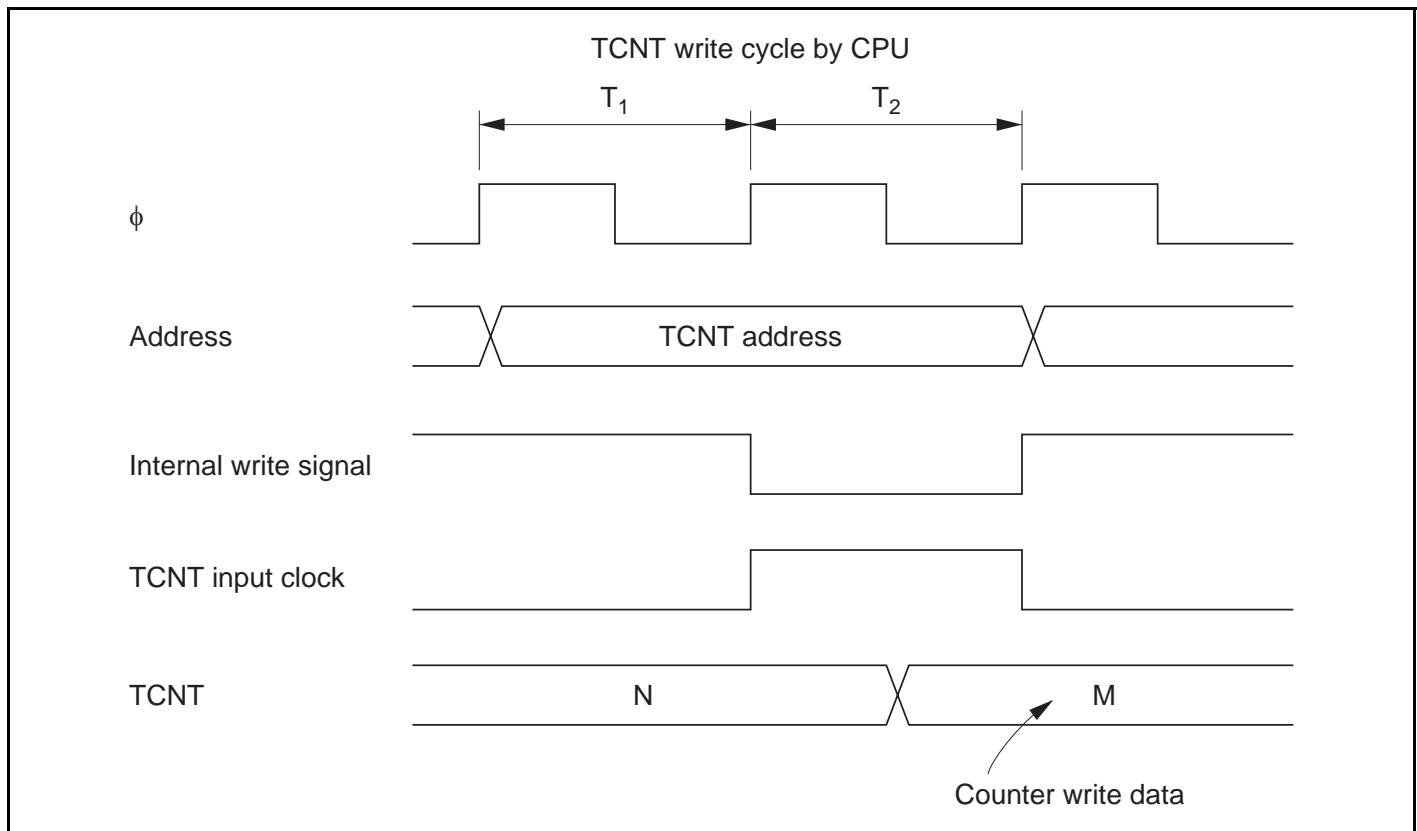 TCNT write cycle by CPU
T1 T2
ϕ
Address TCNT address
Internal write signal
TCNT input clock
TCNT N M
Counter write data